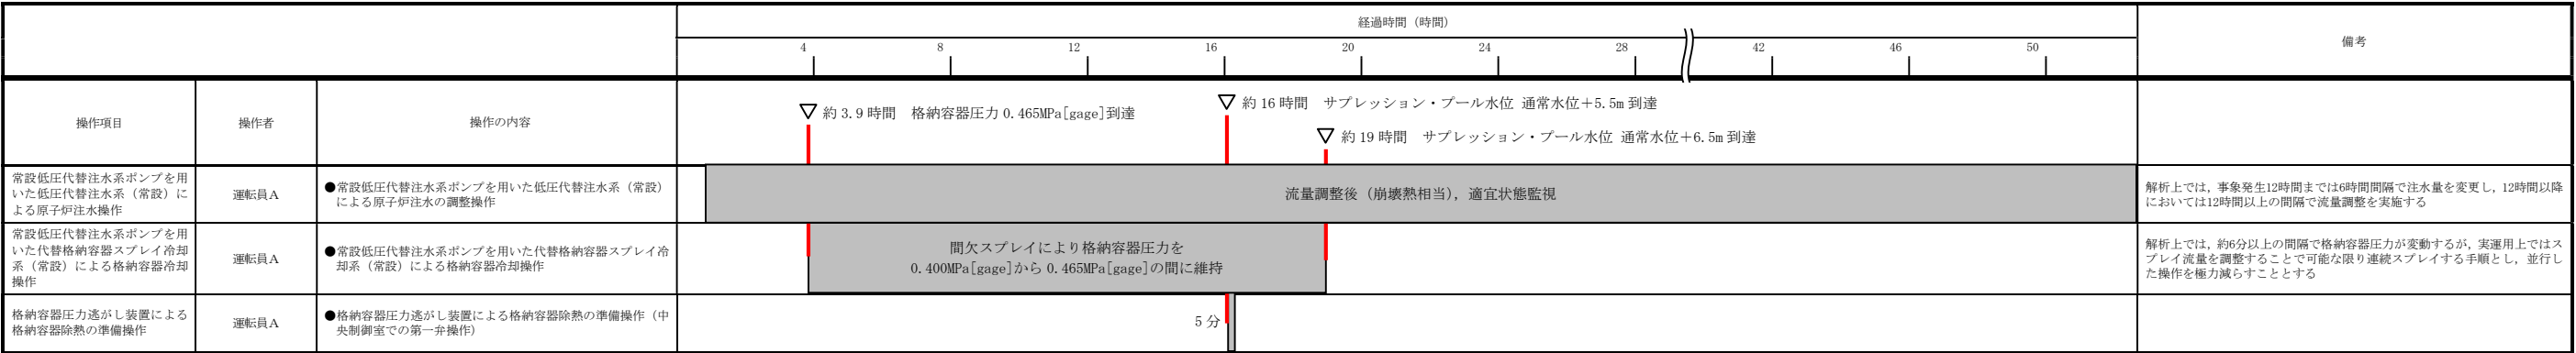 経過時間（時間）
備考
4 8 12 16 20 24 28 42 46 50
操作項目
操作者
操作の内容
約 3.9 時間　格納容器圧力 0.465MPa[gage]到達
約 16 時間　サプレッション・プール水位 通常水位＋5.5m 到達
約 19 時間　サプレッション・プール水位 通常水位＋6.5m 到達
常設低圧代替注水系ポンプを用
いた低圧代替注水系（常設）に
よる原子炉注水操作
運転員A
●常設低圧代替注水系ポンプを用いた低圧代替注水系（常設）
による原子炉注水の調整操作
流量調整後（崩壊熱相当），適宜状態監視
解析上では，事象発生12時間までは6時間間隔で注水量を変更し，12時間以降
においては12時間以上の間隔で流量調整を実施する
常設低圧代替注水系ポンプを用
いた代替格納容器スプレイ冷却
系（常設）による格納容器冷却
操作
運転員A
●常設低圧代替注水系ポンプを用いた代替格納容器スプレイ冷
却系（常設）による格納容器冷却操作
間欠スプレイにより格納容器圧力を
0.400MPa[gage]から 0.465MPa[gage]の間に維持
解析上では，約6分以上の間隔で格納容器圧力が変動するが，実運用上ではス
プレイ流量を調整することで可能な限り連続スプレイする手順とし，並行し
た操作を極力減らすこととする
格納容器圧力逃がし装置による
格納容器除熱の準備操作
運転員A
●格納容器圧力逃がし装置による格納容器除熱の準備操作（中
央制御室での第一弁操作）
5 分